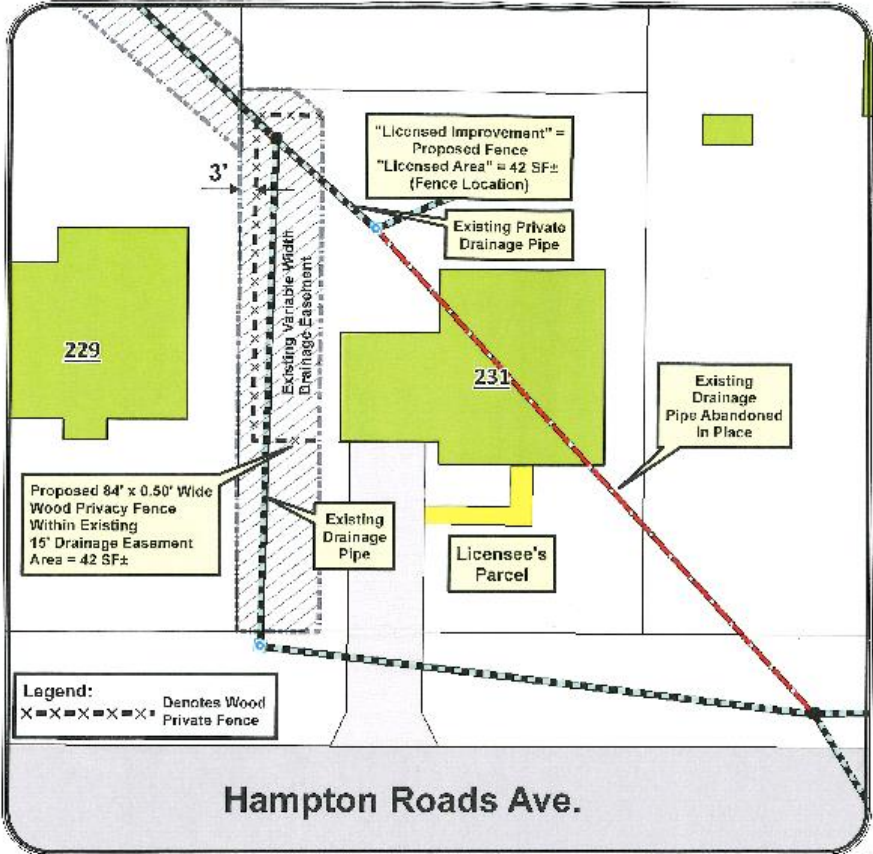 "Licensed Improvement" =
Proposed Fence
"Licensed Area" = 42 SF±
(Fence Location)
3'
Existing Private
Drainage Pipe
Existing Variable Width
Drainage Easement
229
231
Existing
Drainage
Pipe Abandoned
In Place
Proposed 84' x 0.50' Wide
Wood Privacy Fence
Within Existing
15' Drainage Easement
Area = 42 SF±
Existing
Drainage
Pipe
Licensee's
Parcel
Legend:
Denotes Wood
Private Fence
Hampton Roads Ave.